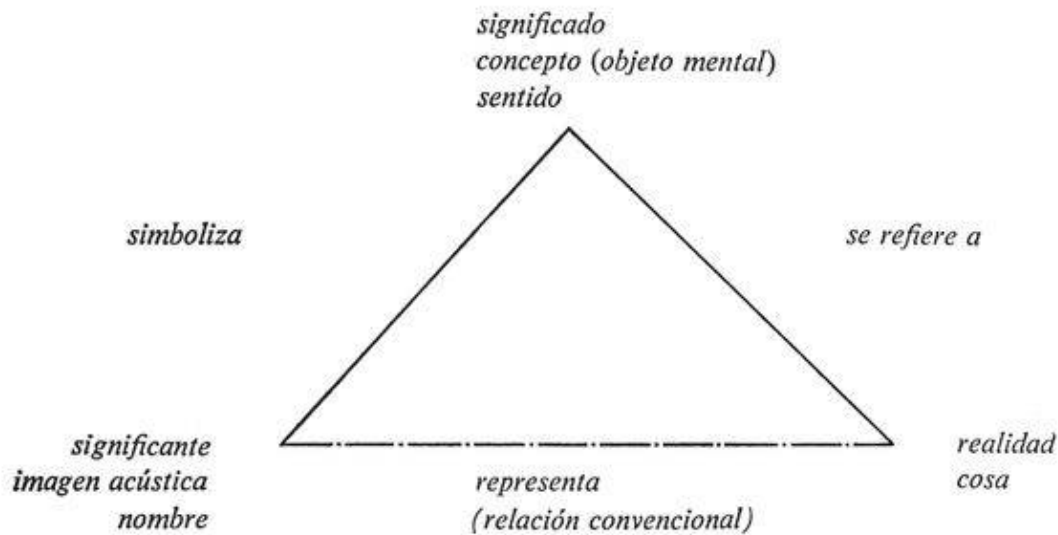 significado
concepto (objeto mental)
sentido
simboliza
se refiere a
significante
imagen acústica
nombre
representa
(relación convencional)
realidad
cosa